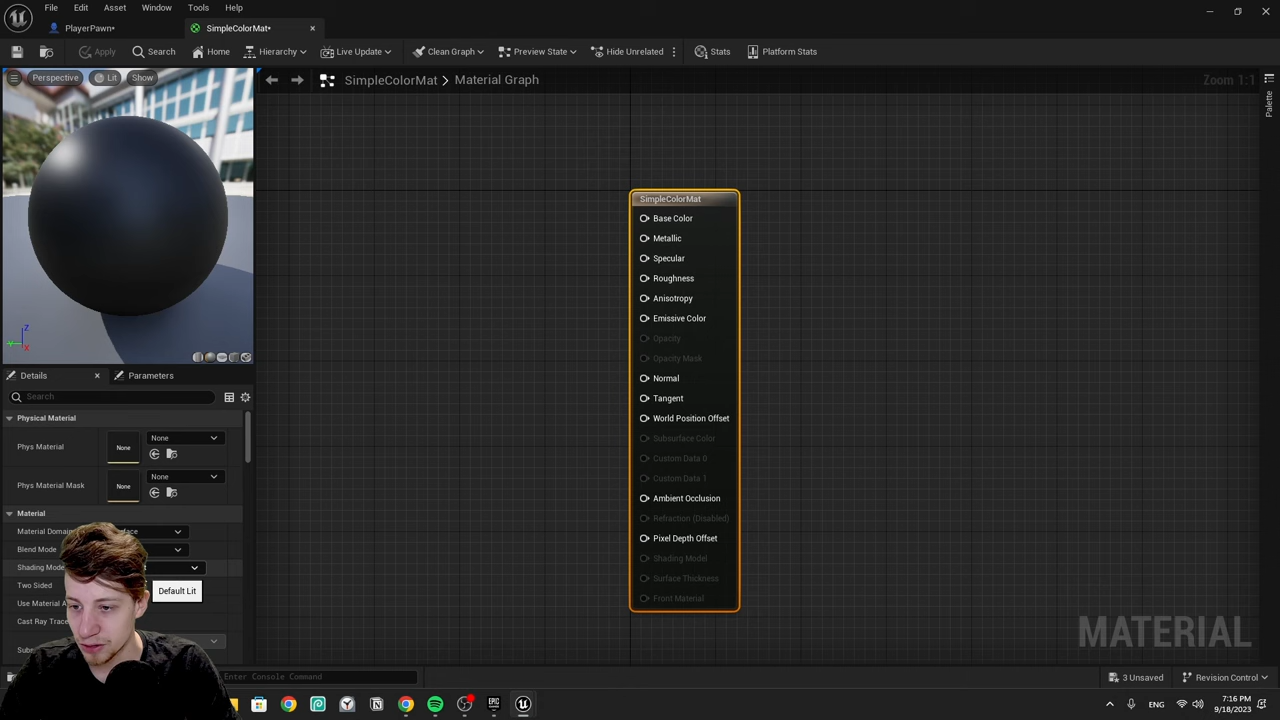 File Edit Asset Window Tools Help
PlayerPawn* SimpleColorMat*
Apply Search Home Hierarchy Live Update Clean Graph Preview State Hide Unrelated Stats Platform Stats
Perspective Lit Show
SimpleColorMat > Material Graph
Zoom 1:1
Palette
SimpleColorMat
Base Color
Metallic
Specular
Roughness
Anisotropy
Emissive Color
Opacity
Opacity Mask
Normal
Tangent
World Position Offset
Subsurface Color
Custom Data 0
Custom Data 1
Ambient Occlusion
Refraction (Disabled)
Pixel Depth Offset
Shading Model
Surface Thickness
Front Material
MATERIAL
Z
Y
X
Details Parameters
Search
Physical Material
Phys Material None None
Phys Material Mask None None
Material
Material Domain
Blend Mode
Shading Mode
Two Sided
Default Lit
Use Material A
Cast Ray Trace
Subs
Enter Console Command
3 Unsaved Revision Control
EPIC
ENG 7:16 PM
9/18/2023